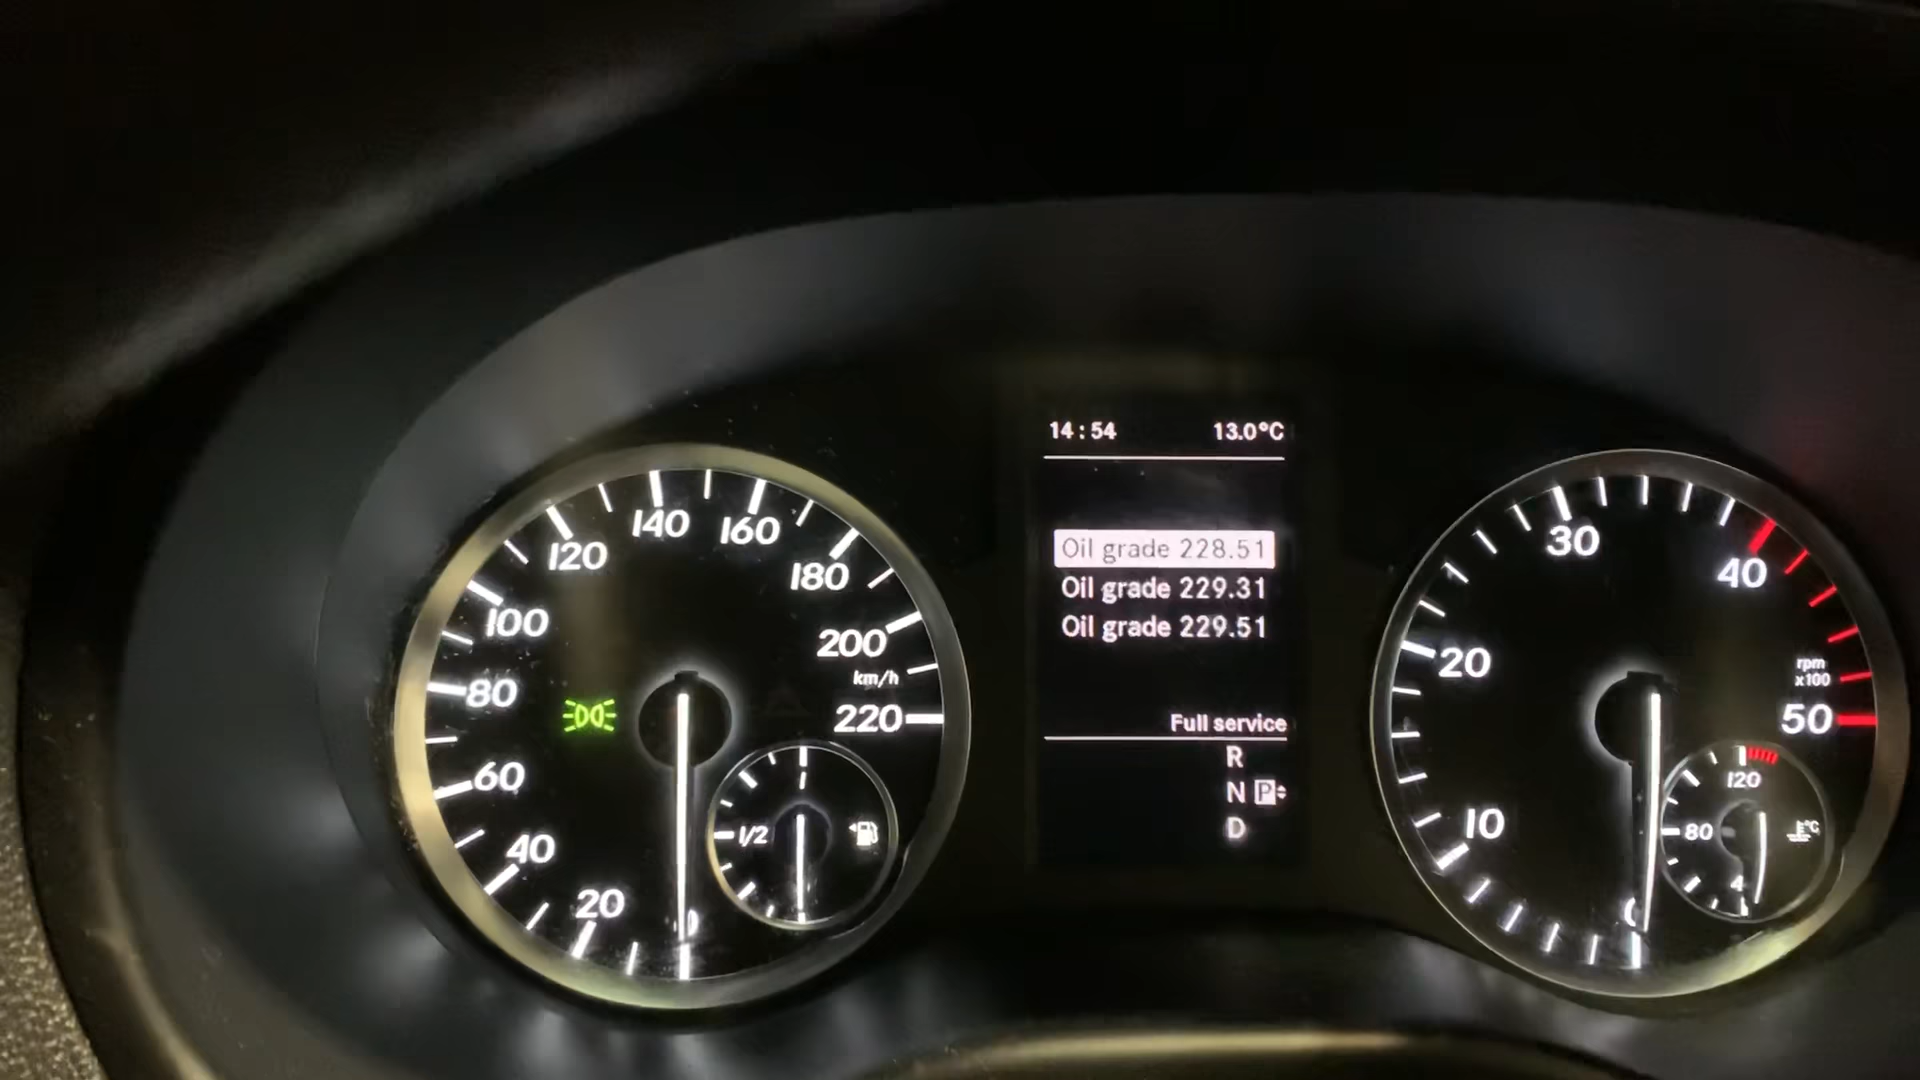 14:54 13.0°C
Oil grade 228.51
Oil grade 229.31
Oil grade 229.51
Full service
R
N P
D
0
20
40
60
80
100
120
140
160
180
200
km/h
220
1/2
0
10
20
30
40
rpm
x100
50
120
80
°C